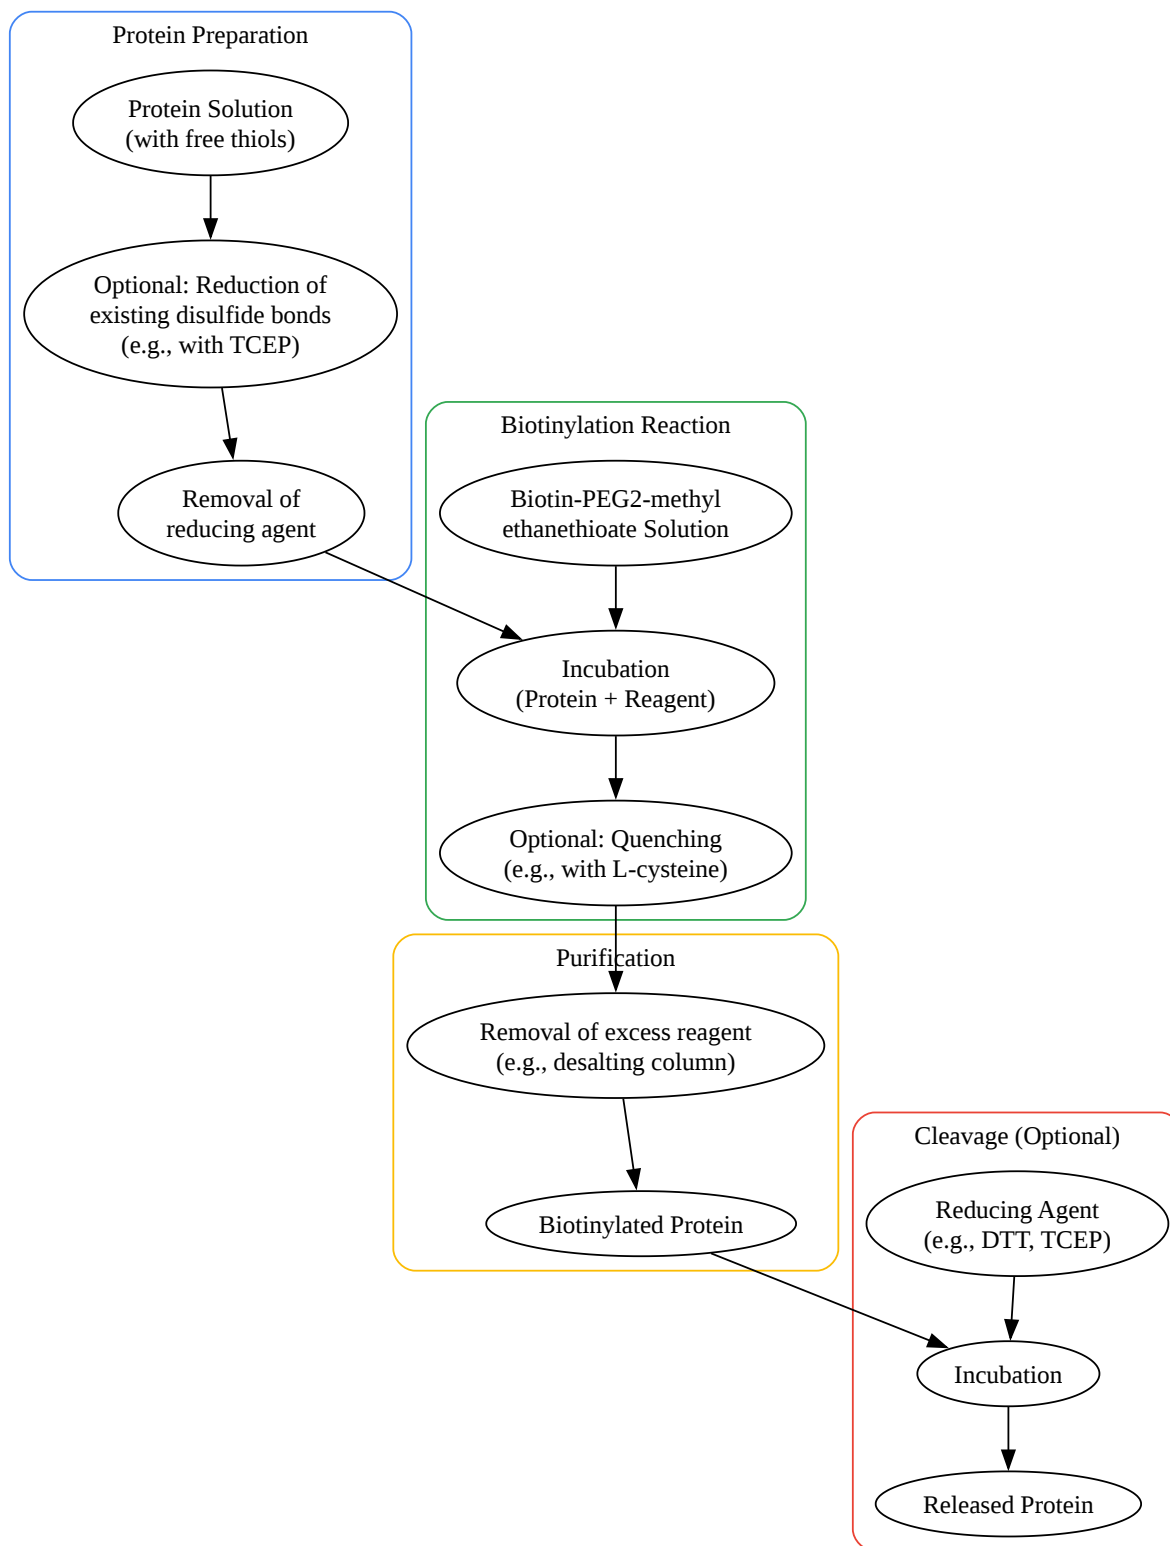 Protein Preparation
Protein Solution
(with free thiols)
Optional: Reduction of
existing disulfide bonds
(e.g., with TCEP)
Removal of
reducing agent
Biotinylation Reaction
Biotin-PEG2-methyl
ethanethioate Solution
Incubation
(Protein + Reagent)
Optional: Quenching
(e.g., with L-cysteine)
Purification
Removal of excess reagent
(e.g., desalting column)
Biotinylated Protein
Cleavage (Optional)
Reducing Agent
(e.g., DTT, TCEP)
Incubation
Released Protein